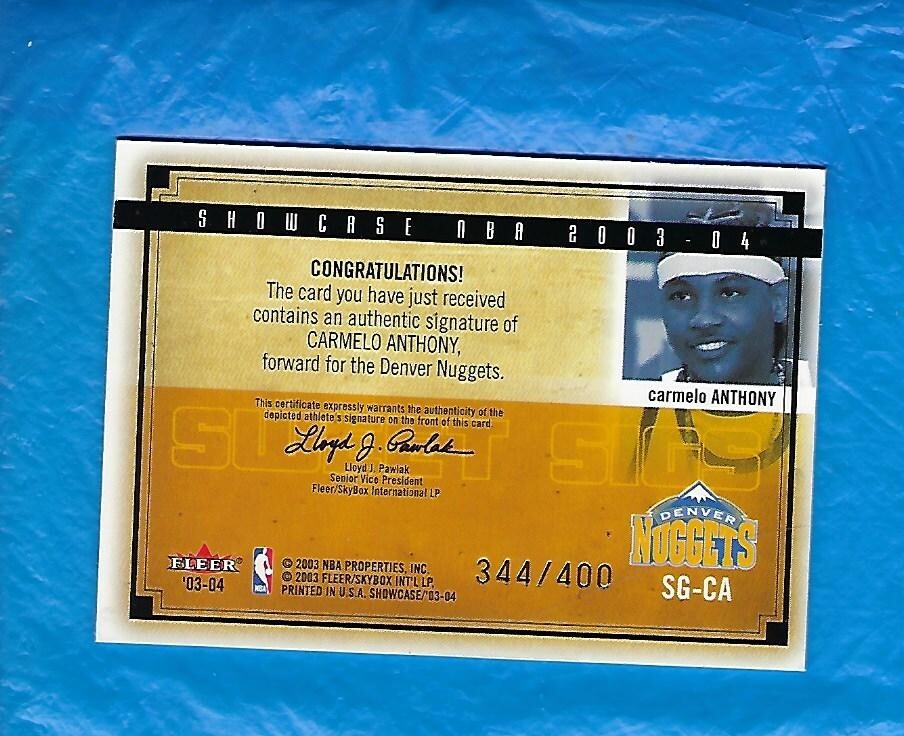 SHOWCASE NBA 2003-04
CONGRATULATIONS!
The card you have just received
contains an authentic signature of
CARMELO ANTHONY,
forward for the Denver Nuggets.
carmelo ANTHONY
This certificate expressly warrants the authenticity of the
depicted athlete's signature on the front of this card.
SWEET SIGS
Lloyd J. Pawlak
Lloyd J. Pawlak
Senior Vice President
Fleer/SkyBox International LP
DENVER
NUGGETS
SG-CA
344/400
FLEER
'03-04
NBA
© 2003 NBA PROPERTIES, INC.
© 2003 FLEER/SKYBOX INT'L LP,
PRINTED IN U.S.A. SHOWCASE/'03-04